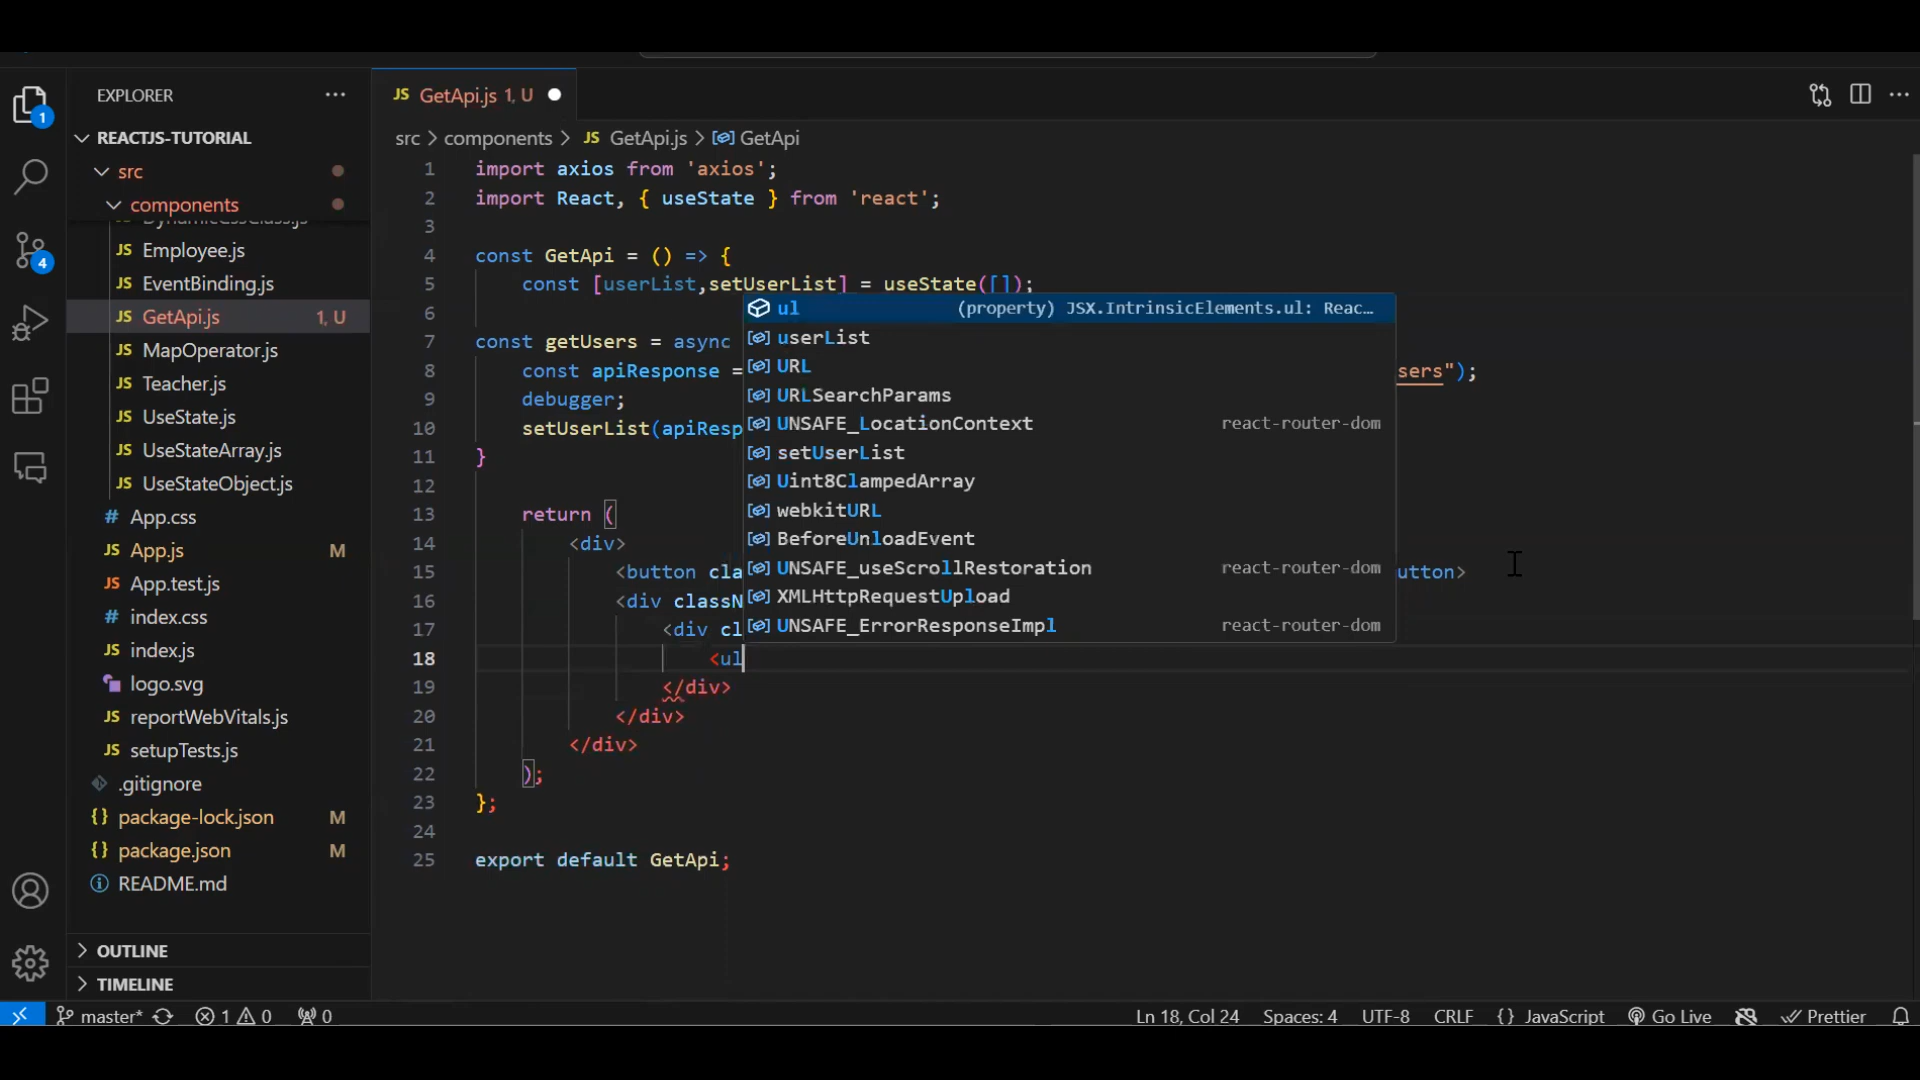 EXPLORER
REACTJS-TUTORIAL
src
components
DynamicCssClass.js
Employee.js
EventBinding.js
GetApi.js 1, U
MapOperator.js
Teacher.js
UseState.js
UseStateArray.js
UseStateObject.js
App.css
App.js M
App.test.js
index.css
index.js
logo.svg
reportWebVitals.js
setupTests.js
.gitignore
package-lock.json M
package.json M
README.md
OUTLINE
TIMELINE
1
4
JS GetApi.js 1, U
src > components > JS GetApi.js > GetApi
1 import axios from 'axios';
2 import React, { useState } from 'react';
3
4 const GetApi = () => {
5 const [userList,setUserList] = useState([]);
6
7 const getUsers = async
8 const apiResponse = sers");
9 debugger;
10 setUserList(apiResp
11 }
12
13 return (
14 <div>
15 <button cla utton>
16 <div classN
17 <div cl
18 <ul
19 </div>
20 </div>
21 </div>
22 );
23 };
24
25 export default GetApi;
ul (property) JSX.IntrinsicElements.ul: Reac…
userList
URL
URLSearchParams
UNSAFE_LocationContext react-router-dom
setUserList
Uint8ClampedArray
webkitURL
BeforeUnloadEvent
UNSAFE_useScrollRestoration react-router-dom
XMLHttpRequestUpload
UNSAFE_ErrorResponseImpl react-router-dom
master* 1 0 0 Ln 18, Col 24 Spaces: 4 UTF-8 CRLF {} JavaScript Go Live Prettier